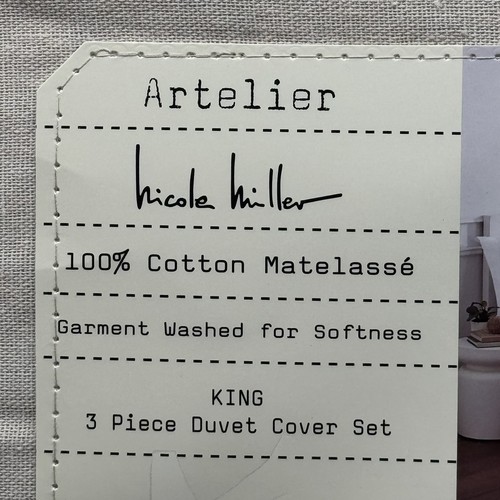 Artelier
Nicole Miller
100% Cotton Matelassé
Garment Washed for Softness
KING
3 Piece Duvet Cover Set